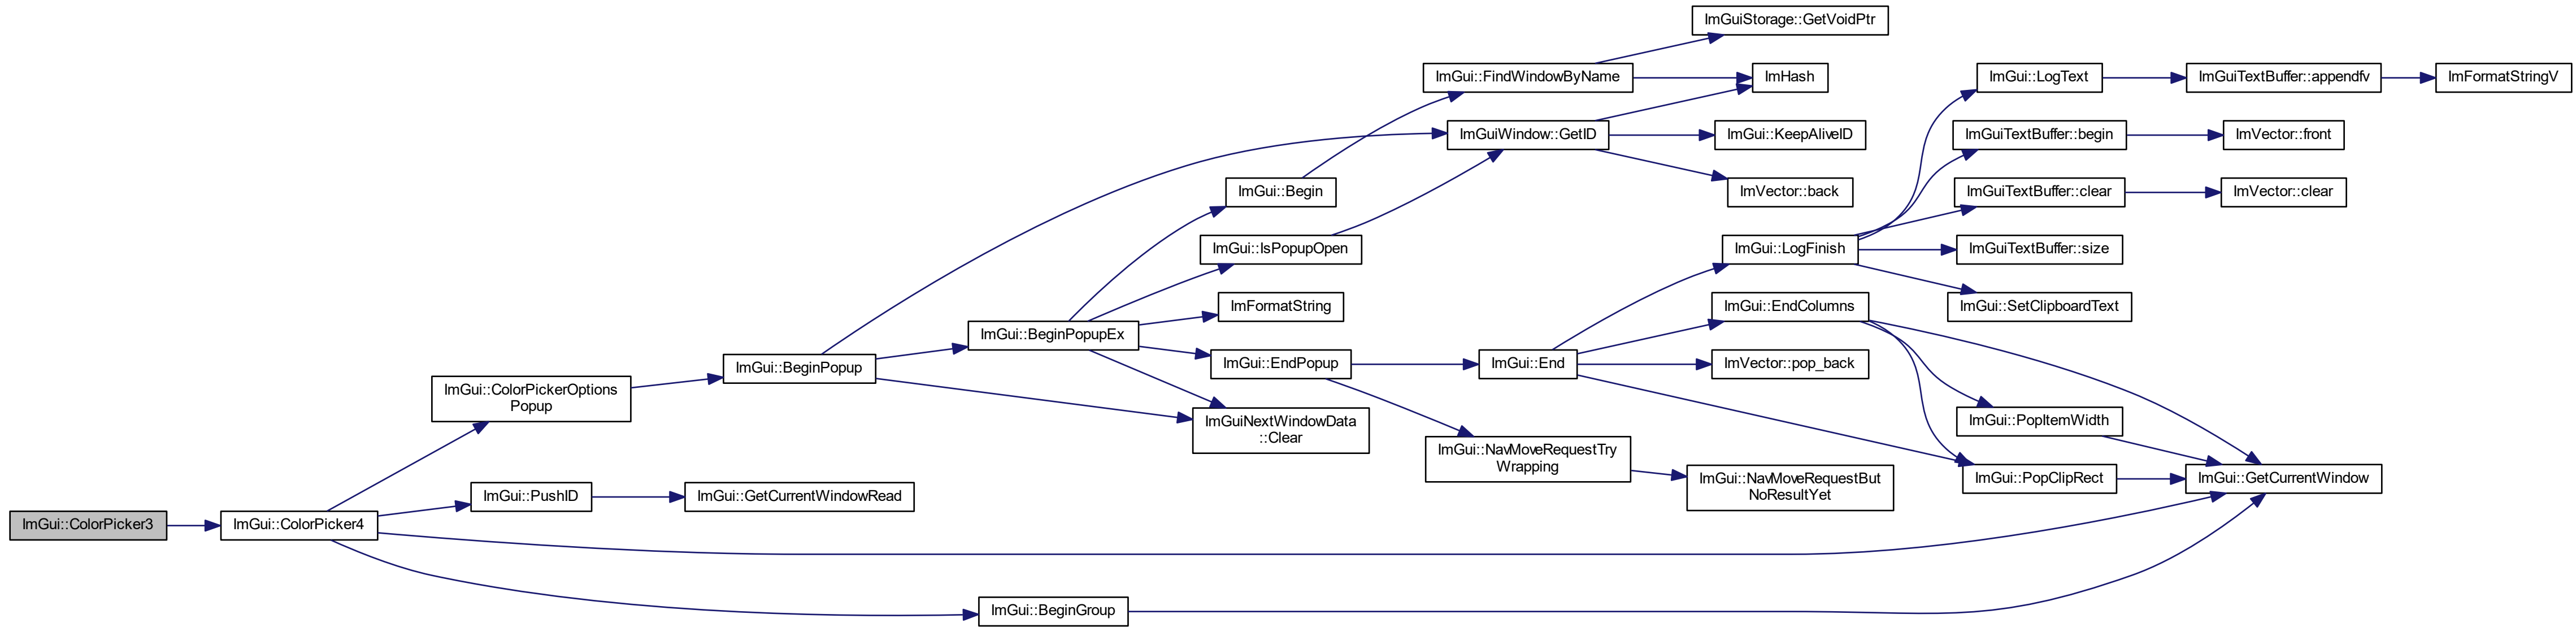 ImGuiStorage::GetVoidPtr
ImGui::FindWindowByName
ImHash
ImGui::LogText
ImGuiTextBuffer::appendfv
ImFormatStringV
ImGuiWindow::GetID
ImGui::KeepAliveID
ImGuiTextBuffer::begin
ImVector::front
ImGui::Begin
ImVector::back
ImGuiTextBuffer::clear
ImVector::clear
ImGui::IsPopupOpen
ImGui::LogFinish
ImGuiTextBuffer::size
ImFormatString
ImGui::EndColumns
ImGui::SetClipboardText
ImGui::BeginPopupEx
ImGui::BeginPopup
ImGui::EndPopup
ImGui::End
ImVector::pop_back
ImGui::ColorPickerOptions
Popup
ImGuiNextWindowData
::Clear
ImGui::PopItemWidth
ImGui::NavMoveRequestTry
Wrapping
ImGui::PopClipRect
ImGui::GetCurrentWindow
ImGui::PushID
ImGui::GetCurrentWindowRead
ImGui::NavMoveRequestBut
NoResultYet
ImGui::ColorPicker3
ImGui::ColorPicker4
ImGui::BeginGroup